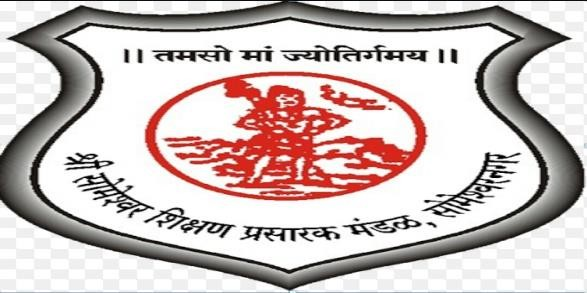 || तमसो मां ज्योतिर्गमय ||
श्री सोमेश्वर शिक्षण प्रसारक मंडळ, सोमेश्वरनगर